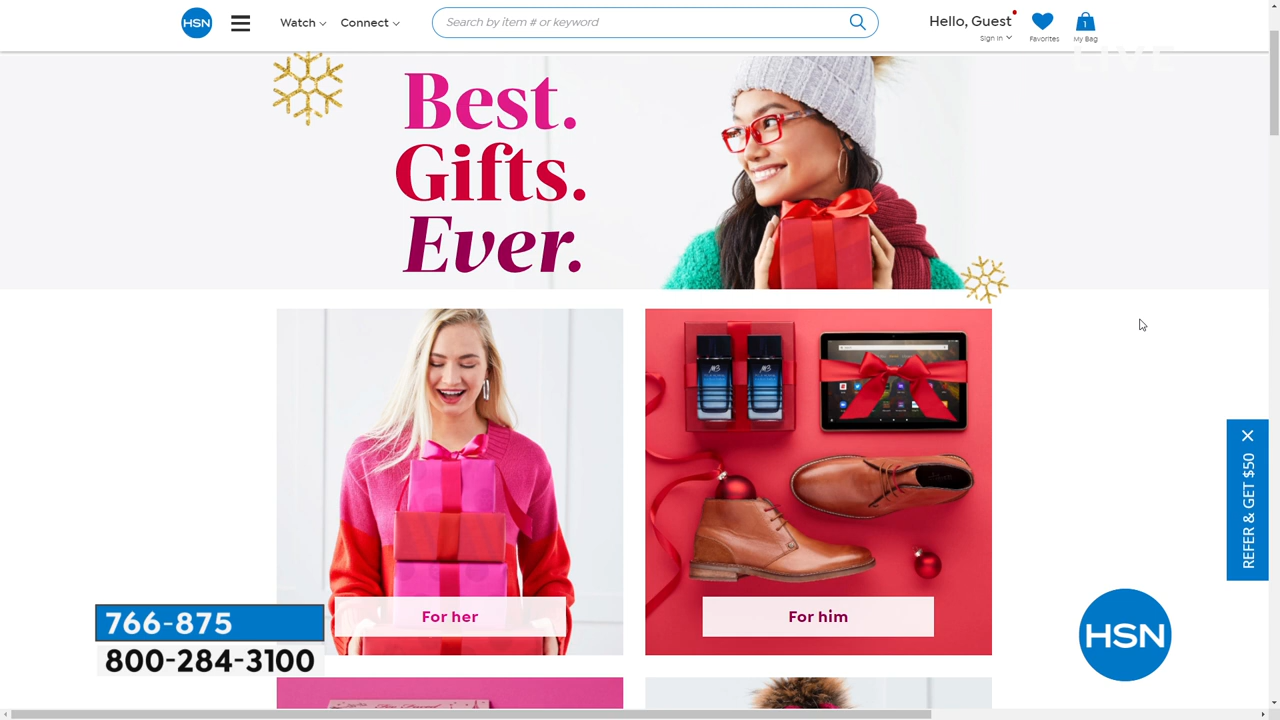 HSN
Watch
Connect
Search by item # or keyword
Hello, Guest
Sign In
Favorites
1
My Bag
LIVE
Best.
Gifts.
Ever.
REFER & GET $50
For her
For him
766-875
800-284-3100
HSN